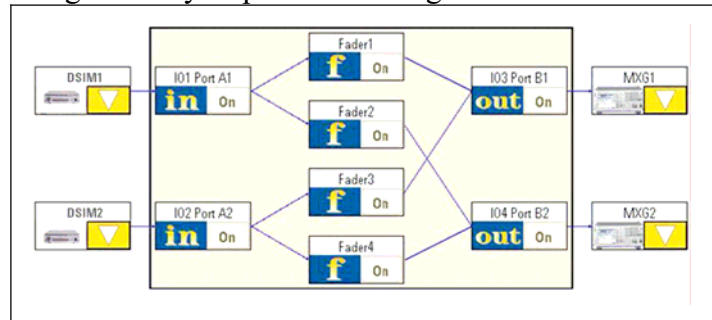 Fader1
f On
DSIM1
I01 Port A1
in On
I03 Port B1
out On
MXG1
Fader2
f On
Fader3
f On
DSIM2
I02 Port A2
in On
I04 Port B2
out On
MXG2
Fader4
f On